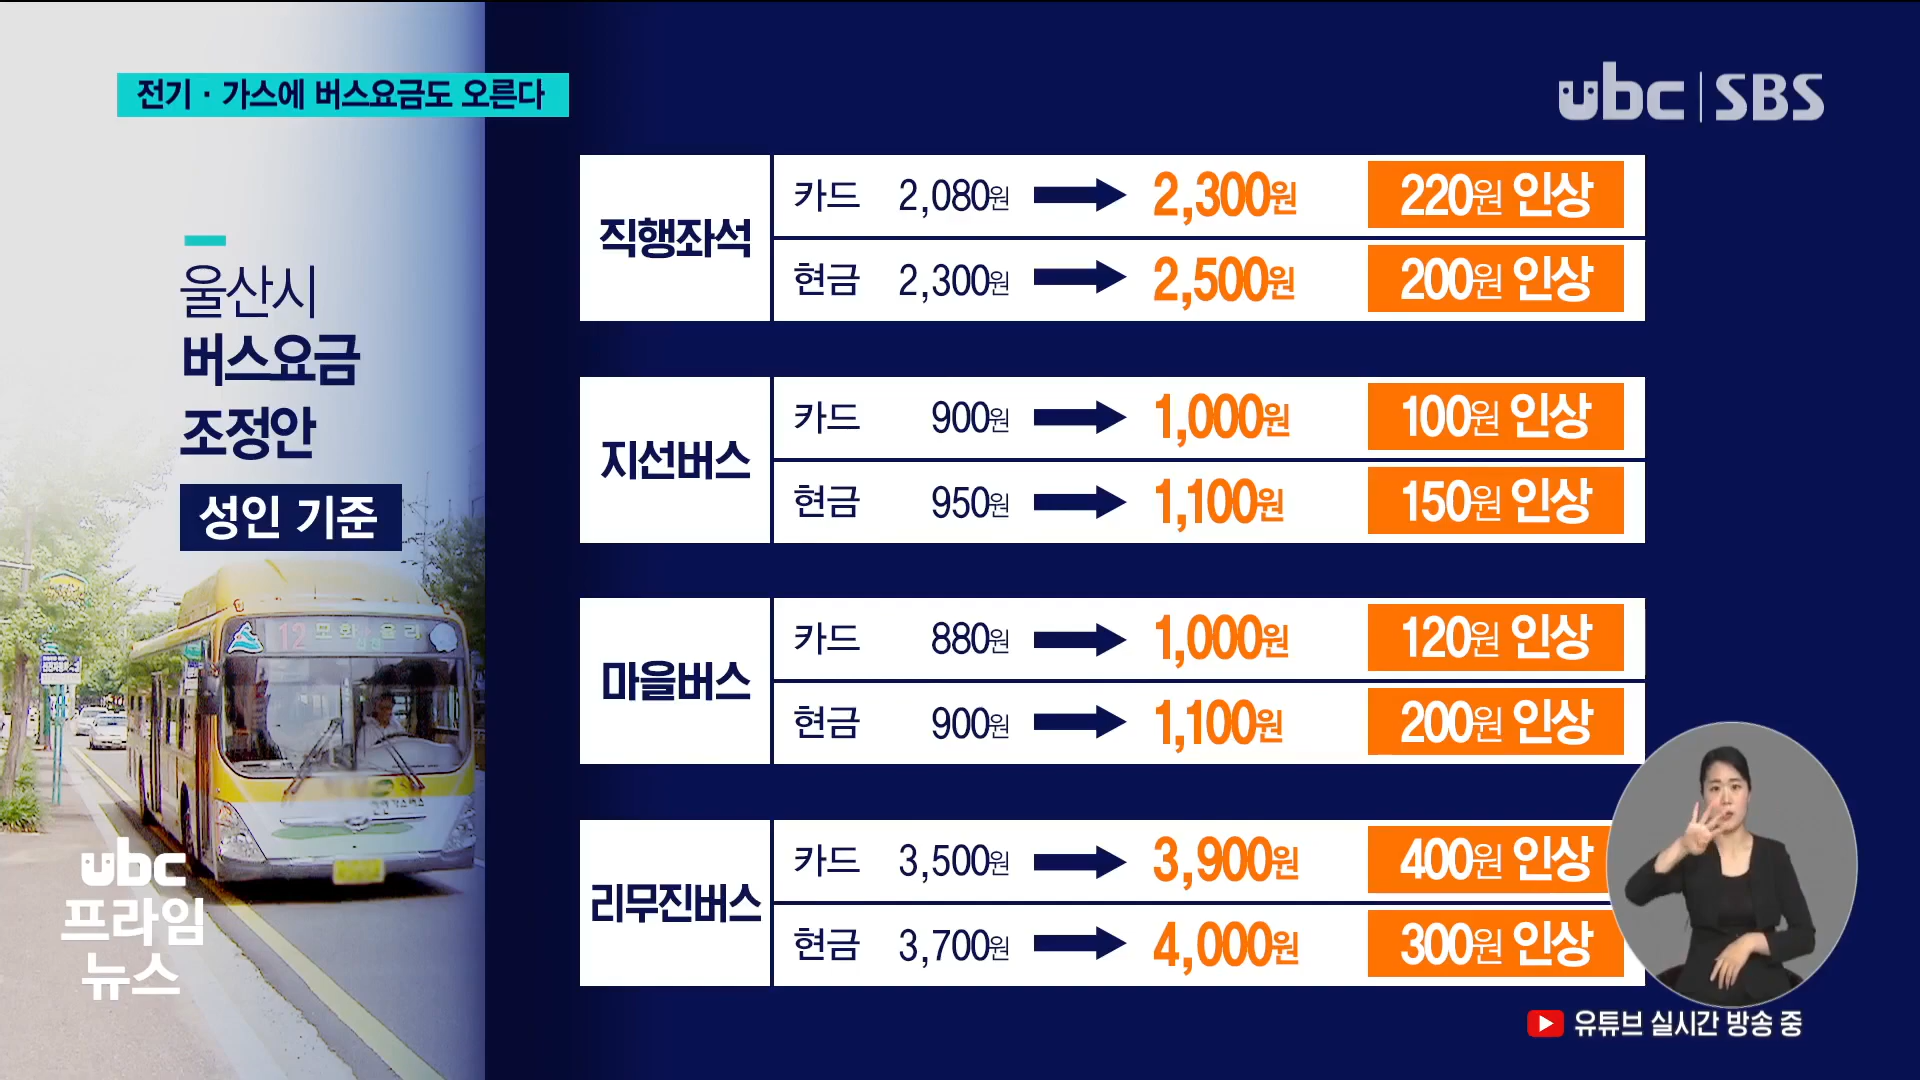 전기 · 가스에 버스요금도 오른다
ubc | SBS
울산시
버스요금
조정안
성인 기준
직행좌석
카드 2,080원 2,300원 220원 인상
현금 2,300원 2,500원 200원 인상
지선버스
카드 900원 1,000원 100원 인상
현금 950원 1,100원 150원 인상
마을버스
카드 880원 1,000원 120원 인상
현금 900원 1,100원 200원 인상
리무진버스
카드 3,500원 3,900원 400원 인상
현금 3,700원 4,000원 300원 인상
12 모화 율리
ubc
프라임
뉴스
유튜브 실시간 방송 중